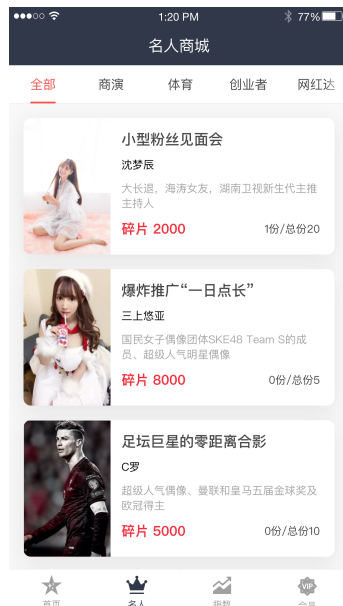 1:20 PM
77%
名人商城
全部 商演 体育 创业者 网红达
小型粉丝见面会
沈梦辰
大长退，海涛女友，湖南卫视新生代主推
主持人
碎片 2000 1份/总份20
爆炸推广“一日点长”
三上悠亚
国民女子偶像团体SKE48 Team S的成
员、超级人气明星偶像
碎片 8000 0份/总份5
足坛巨星的零距离合影
C罗
超级人气偶像、曼联和皇马五届金球奖及
欧冠得主
碎片 5000 0份/总份10
VIP
首页 名人 指数 会员